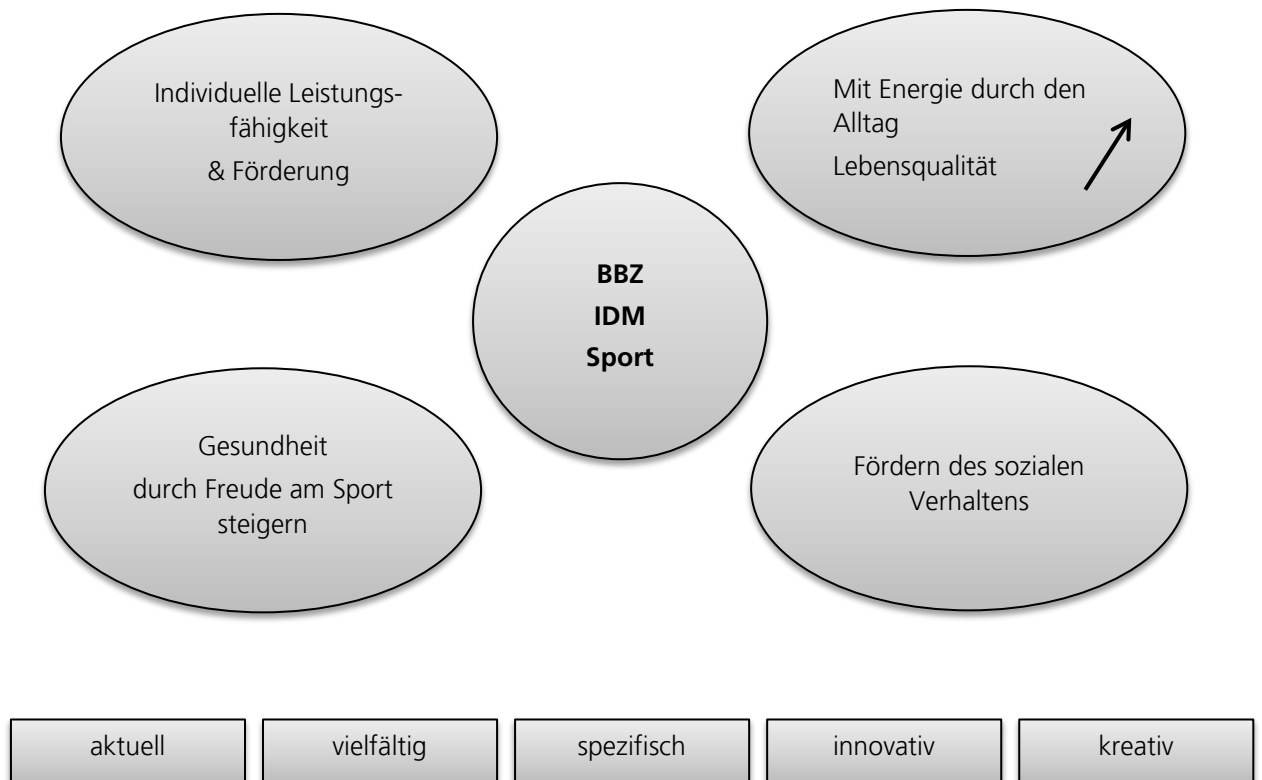 Individuelle Leistungs-
fähigkeit
& Förderung
Mit Energie durch den
Alltag
Lebensqualität
BBZ
IDM
Sport
Gesundheit
durch Freude am Sport
steigern
Fördern des sozialen
Verhaltens
aktuell
vielfältig
spezifisch
innovativ
kreativ